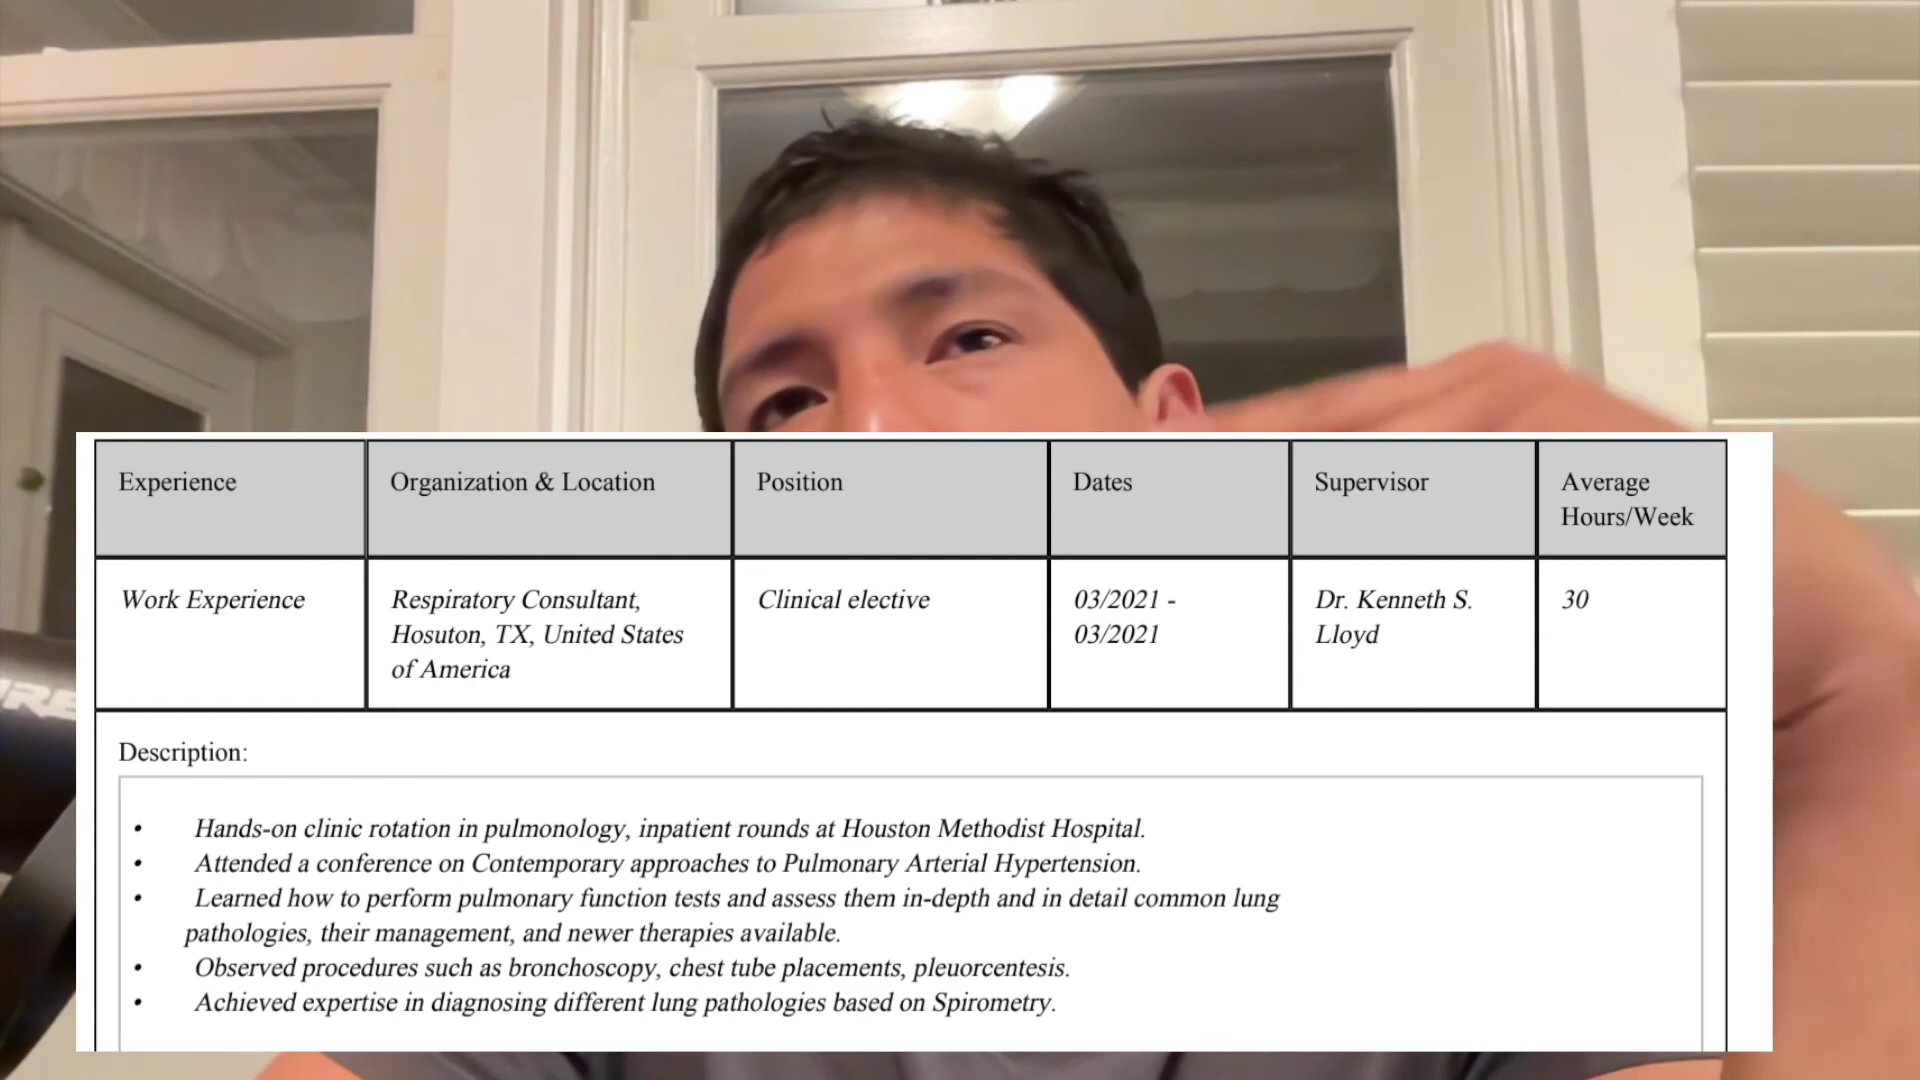 Experience
Organization & Location
Position
Dates
Supervisor
Average
Hours/Week
Work Experience
Respiratory Consultant,
Hosuton, TX, United States
of America
Clinical elective
03/2021 -
03/2021
Dr. Kenneth S.
Lloyd
30
Description:
• Hands-on clinic rotation in pulmonology, inpatient rounds at Houston Methodist Hospital.
• Attended a conference on Contemporary approaches to Pulmonary Arterial Hypertension.
• Learned how to perform pulmonary function tests and assess them in-depth and in detail common lung
pathologies, their management, and newer therapies available.
• Observed procedures such as bronchoscopy, chest tube placements, pleuorcentesis.
• Achieved expertise in diagnosing different lung pathologies based on Spirometry.